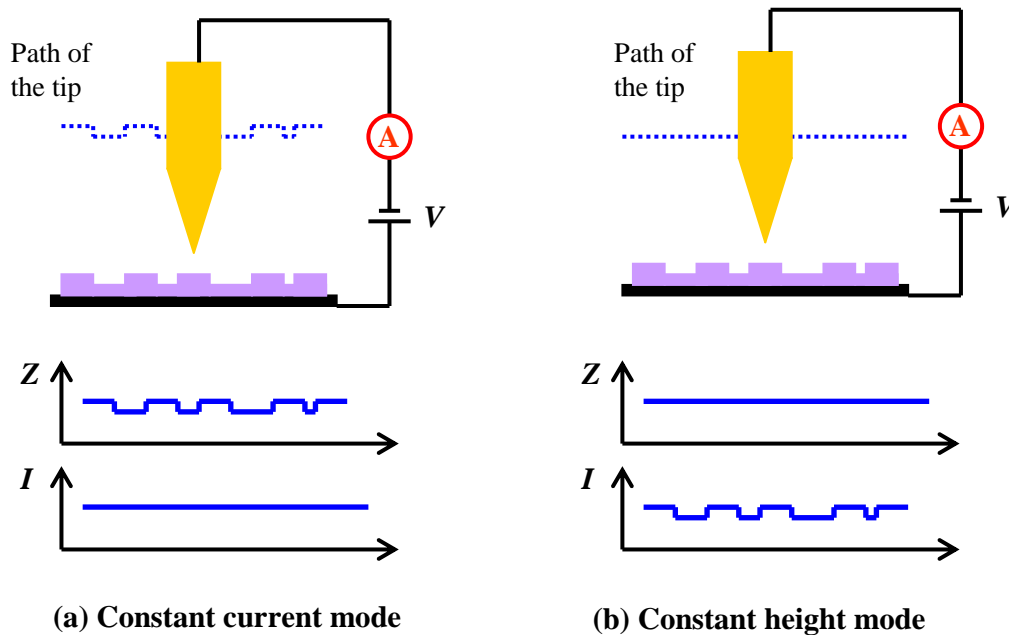 Path of
the tip
A
V
Z
I
(a) Constant current mode
Path of
the tip
A
V
Z
I
(b) Constant height mode